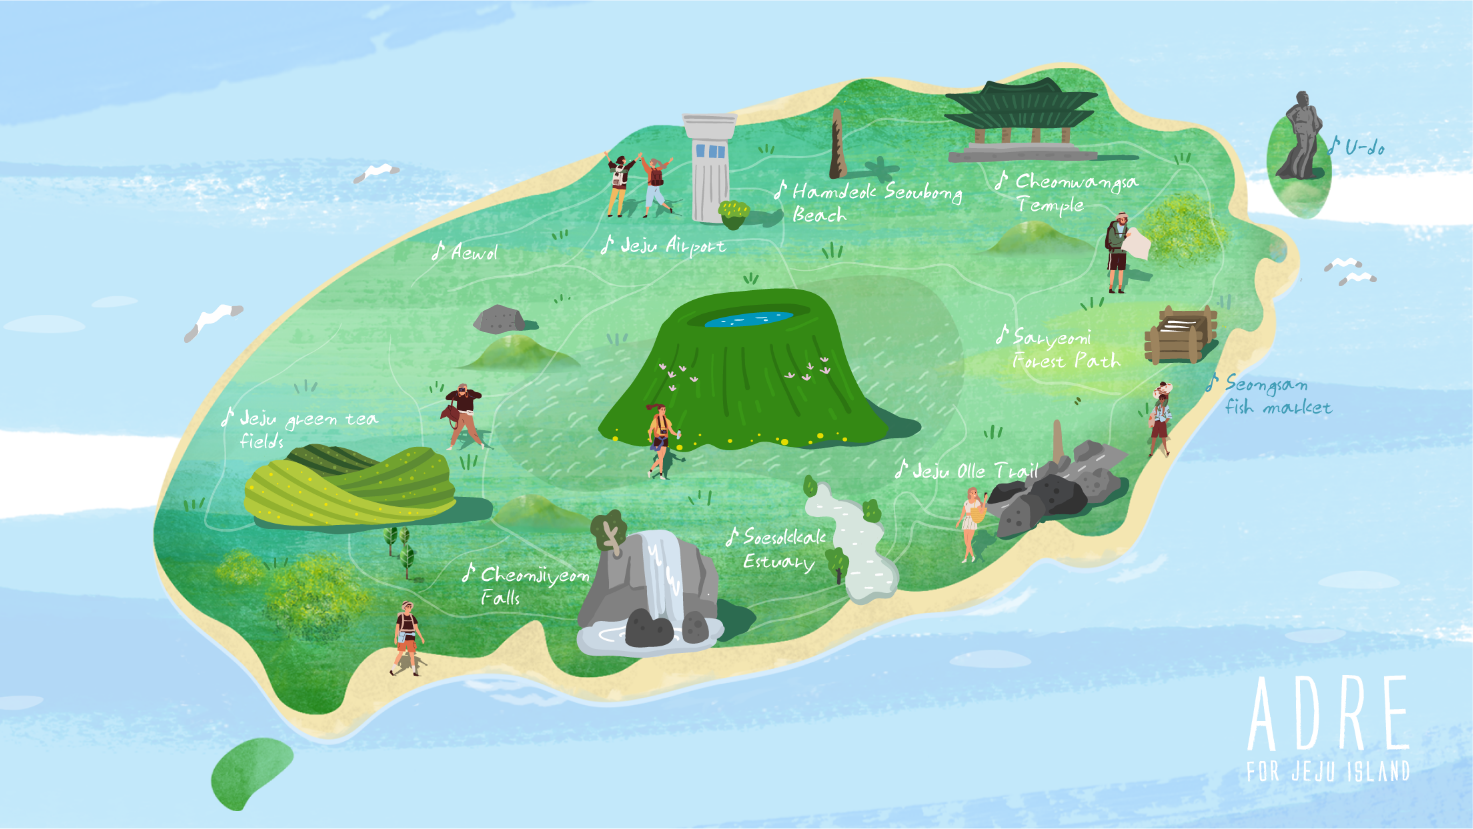 ♪ U-do
♪ Cheonwangsa
Temple
♪ Hamdeok Seoubong
Beach
♪ Jeju Airport
♪ Aewol
♪ Saryeoni
Forest Path
♪ Seongsan
fish market
♪ Jeju green tea
fields
♪ Jeju Olle Trail
♪ Soesokkak
Estuary
♪ Cheonjiyeon
Falls
ADRE
FOR JEJU ISLAND